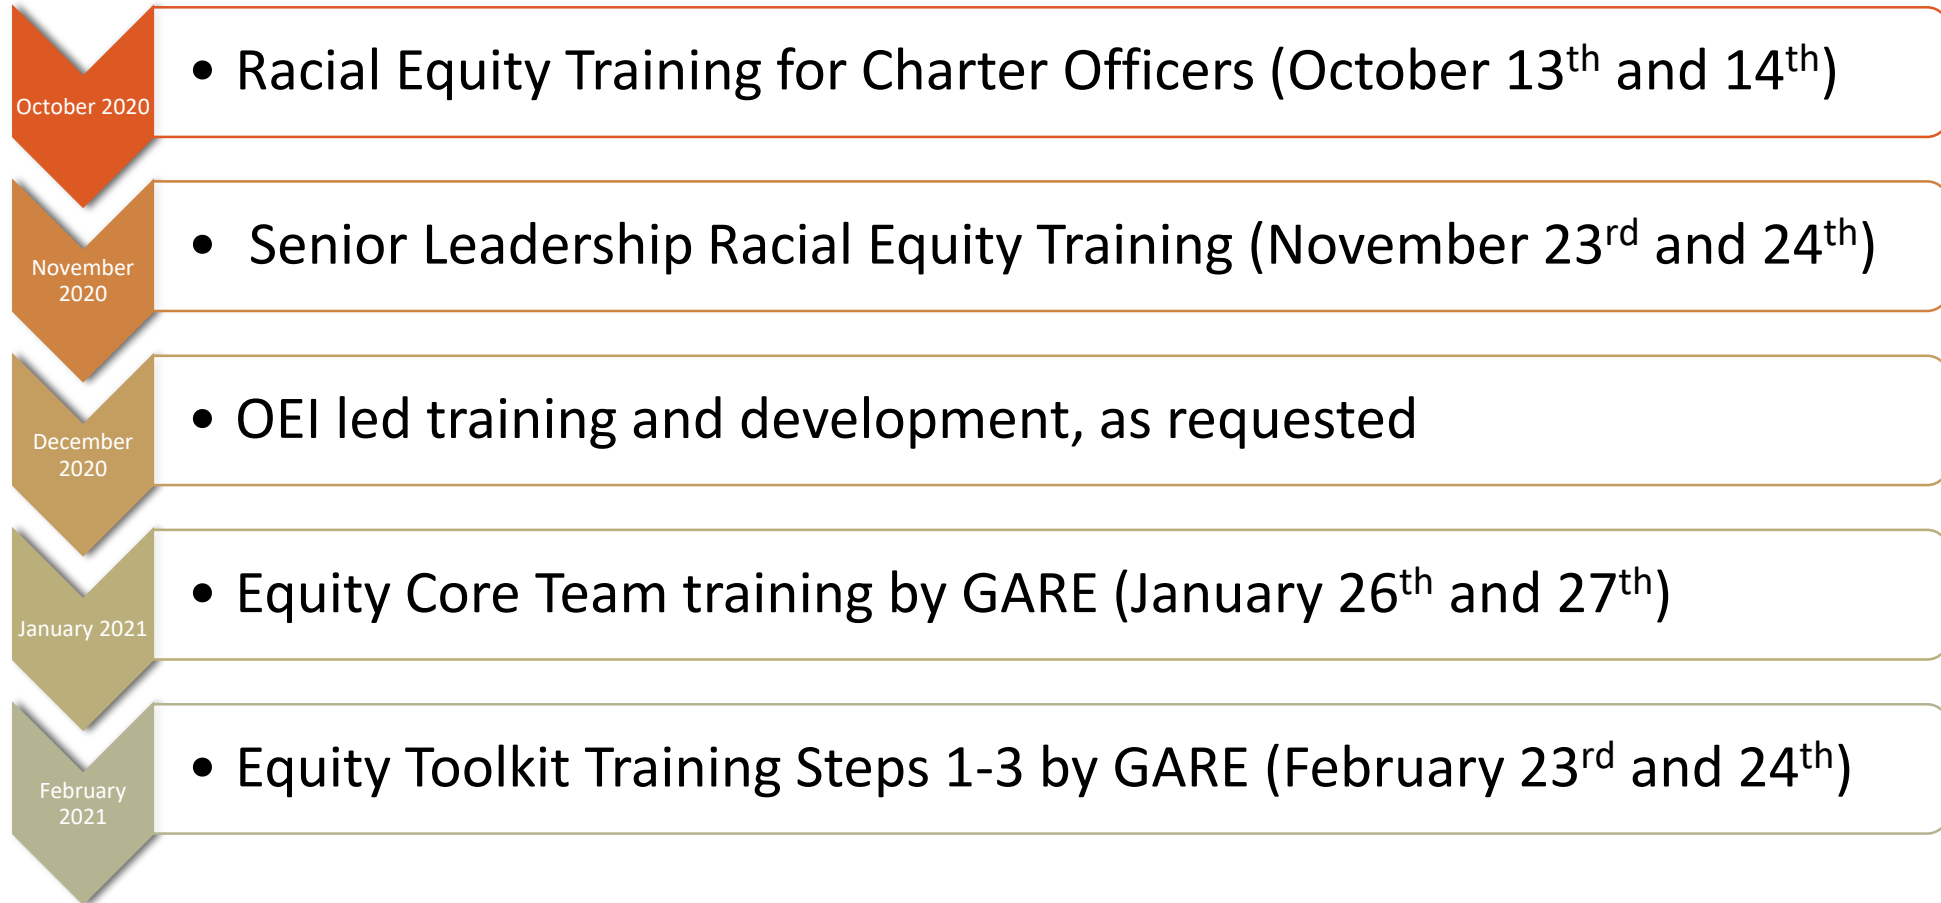 October 2020
• Racial Equity Training for Charter Officers (October 13th and 14th)
November
2020
• Senior Leadership Racial Equity Training (November 23rd and 24th)
December
2020
• OEI led training and development, as requested
January 2021
• Equity Core Team training by GARE (January 26th and 27th)
February
2021
• Equity Toolkit Training Steps 1-3 by GARE (February 23rd and 24th)